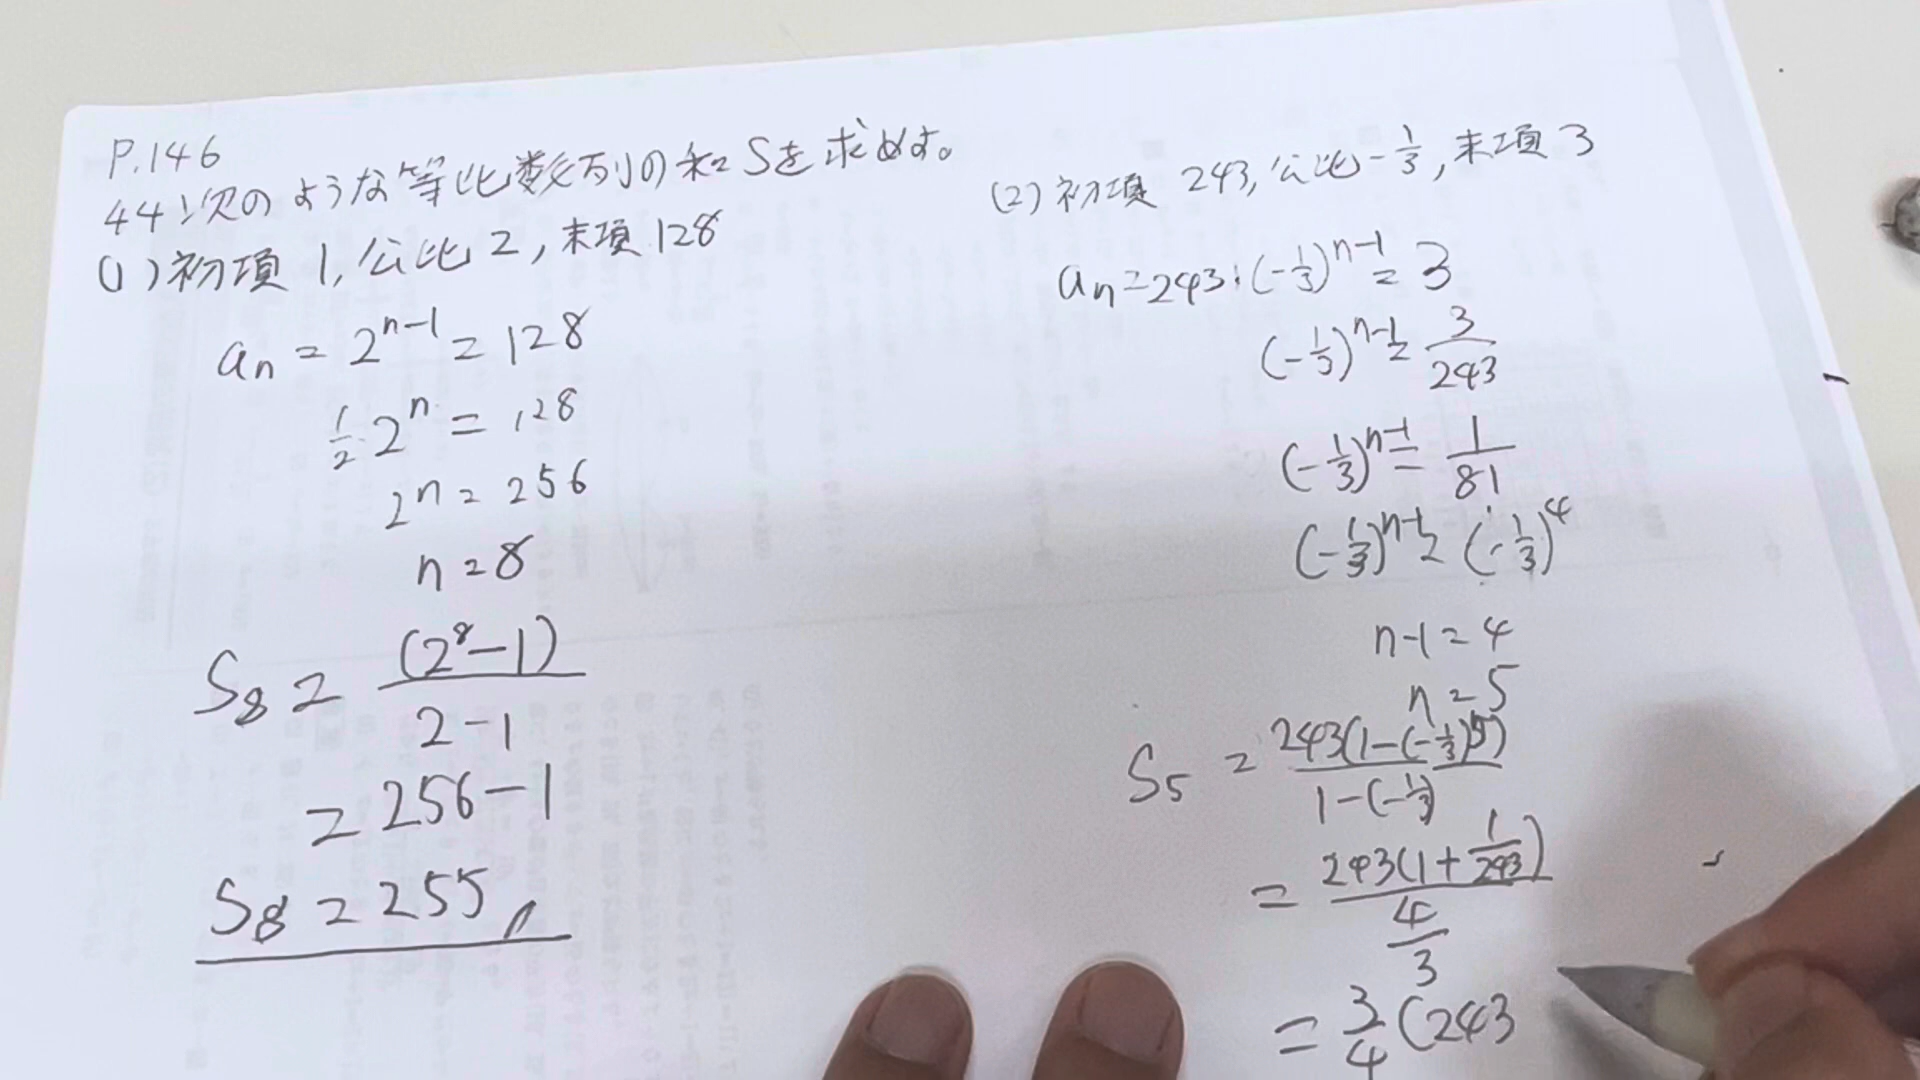 P.146
44 次のような等比数列の和Sを求めよ。
(1) 初項 1, 公比 2, 末項 128
an = 2^{n-1} = 128
1/2・2^n = 128
2^n = 256
n = 8
S8 = (2^8-1)/(2-1)
= 256-1
S8 = 255
(2) 初項 243, 公比 -1/3, 末項 3
an = 243・(-1/3)^{n-1} = 3
(-1/3)^{n-1} = 3/243
(-1/3)^{n-1} = 1/81
(-1/3)^{n-1} = (-1/3)^4
n-1 = 4
n = 5
S5 = 243(1-(-1/3)^5)/(1-(-1/3))
= 243(1+1/243)/(4/3)
= 3/4(243